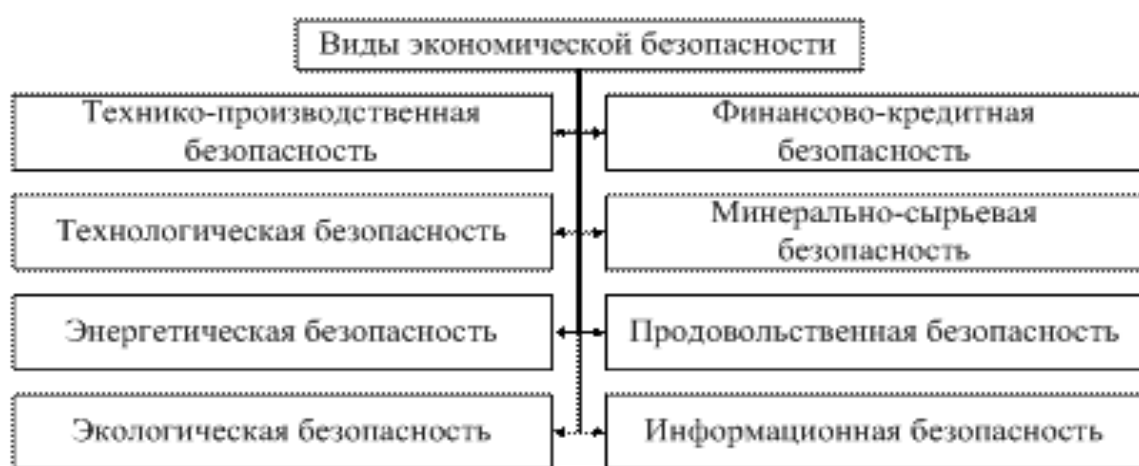 Виды экономической безопасности
Технико-производственная
безопасность
Финансово-кредитная
безопасность
Технологическая безопасность
Минерально-сырьевая
безопасность
Энергетическая безопасность
Продовольственная безопасность
Экологическая безопасность
Информационная безопасность